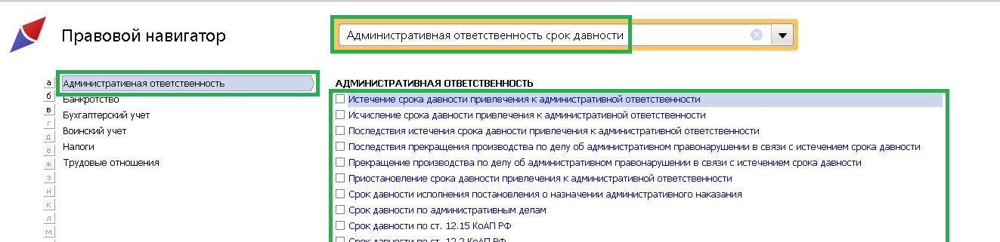 Правовой навигатор
Административная ответственность срок давности
а
б
в
г
д
е
ж
з
и
к
л
м
Административная ответственность
Банкротство
Бухгалтерский учет
Воинский учет
Налоги
Трудовые отношения
АДМИНИСТРАТИВНАЯ ОТВЕТСТВЕННОСТЬ
Истечение срока давности привлечения к административной ответственности
Исчисление срока давности привлечения к административной ответственности
Последствия истечения срока давности привлечения к административной ответственности
Последствия прекращения производства по делу об административном правонарушении в связи с истечением срока давности
Прекращение производства по делу об административном правонарушении в связи с истечением срока давности
Приостановление срока давности привлечения к административной ответственности
Срок давности исполнения постановления о назначении административного наказания
Срок давности по административным делам
Срок давности по ст. 12.15 КоАП РФ
Срок давности по ст. 12.2 КоАП РФ